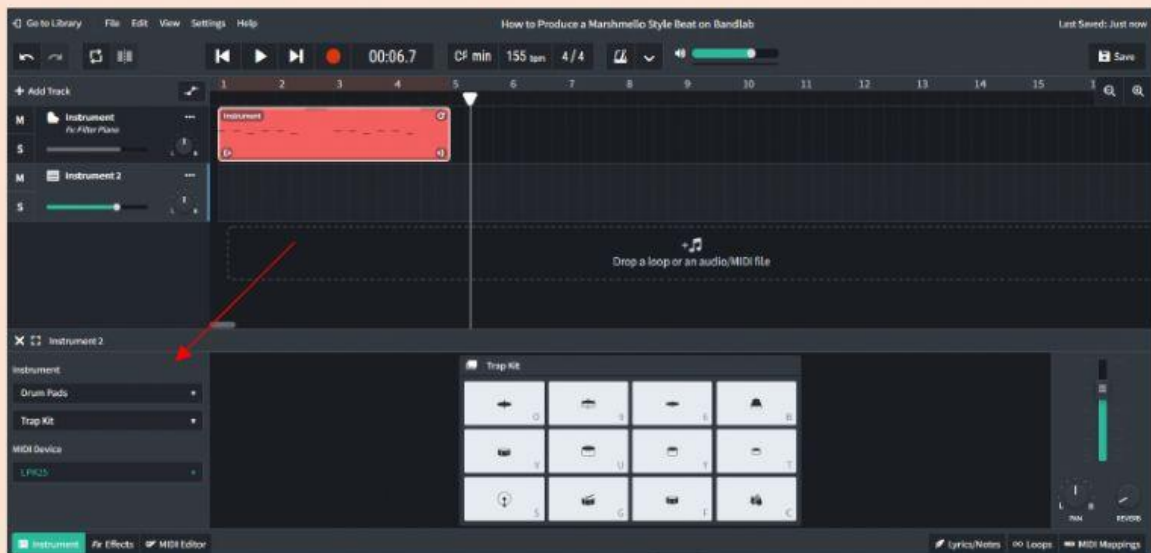 Go to Library File Edit View Settings Help How to Produce a Marshmello Style Beat on Bandlab Last Saved: Just now
00:06.7 C# min 155 bpm 4/4 Save
+ Add Track 1 2 3 4 5 6 7 8 9 10 11 12 13 14 15
M Instrument ... Instrument
Fx: Filter Piano
S L R
M Instrument 2 ...
S L R
Drop a loop or an audio/MIDI file
Instrument 2
Instrument Trap Kit
Drum Pads
Trap Kit
MIDI Device
LPK25
Y U T
S G F C
L R
PAN REVERB
Instrument Fx Effects MIDI Editor Lyrics/Notes Loops MIDI Mappings